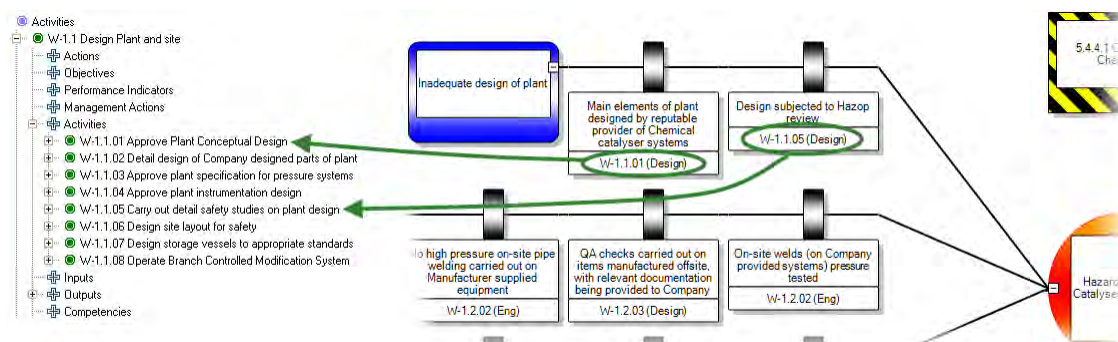 Activities
W-1.1 Design Plant and site
Actions
Objectives
Performance Indicators
Management Actions
Activities
W-1.1.01 Approve Plant Conceptual Design
W-1.1.02 Detail design of Company designed parts of plant
W-1.1.03 Approve plant specification for pressure systems
W-1.1.04 Approve plant instrumentation design
W-1.1.05 Carry out detail safety studies on plant design
W-1.1.06 Design site layout for safety
W-1.1.07 Design storage vessels to appropriate standards
W-1.1.08 Operate Branch Controlled Modification System
Inputs
Outputs
Competencies
Inadequate design of plant
Main elements of plant
designed by reputable
provider of Chemical
catalyser systems
W-1.1.01 (Design)
Design subjected to Hazop
review
W-1.1.05 (Design)
5.4.4.1
high pressure on-site pipe
welding carried out on
Manufacturer supplied
equipment
W-1.2.02 (Eng)
QA checks carried out on
items manufactured offsite,
with relevant documentation
being provided to Company
W-1.2.03 (Design)
On-site welds (on Company
provided systems) pressure
tested
W-1.2.02 (Eng)